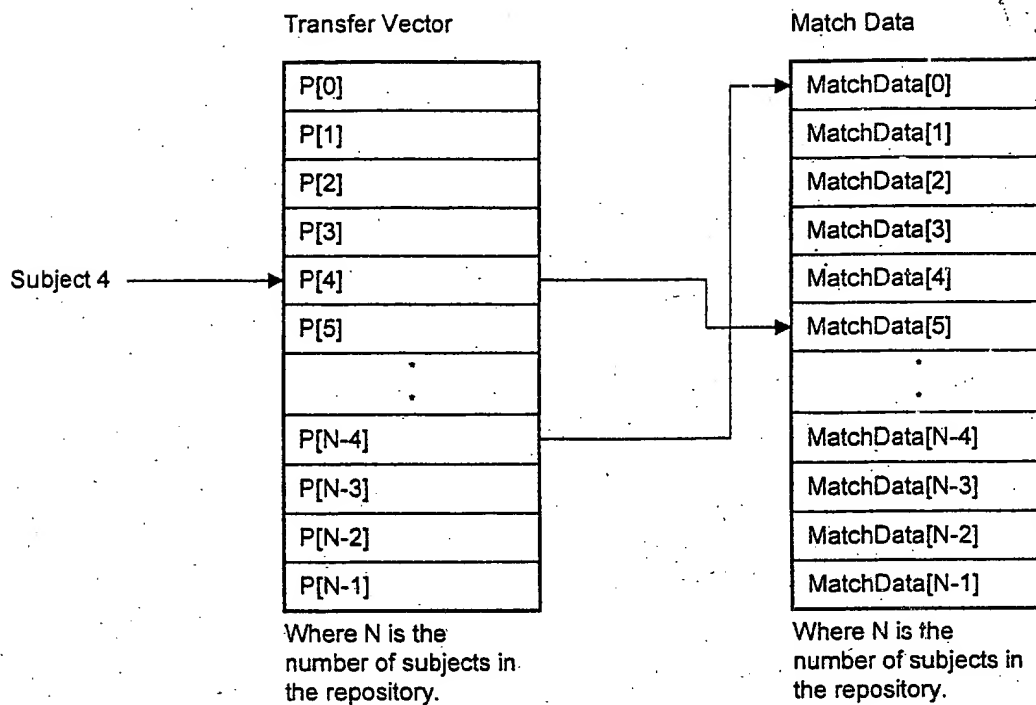 Transfer Vector
P[0]
P[1]
P[2]
P[3]
Subject 4
P[4]
P[5]
P[N-4]
P[N-3]
P[N-2]
P[N-1]
Where N is the
number of subjects in
the repository.
Match Data
MatchData[0]
MatchData[1]
MatchData[2]
MatchData[3]
MatchData[4]
MatchData[5]
MatchData[N-4]
MatchData[N-3]
MatchData[N-2]
MatchData[N-1]
Where N is the
number of subjects in
the repository.